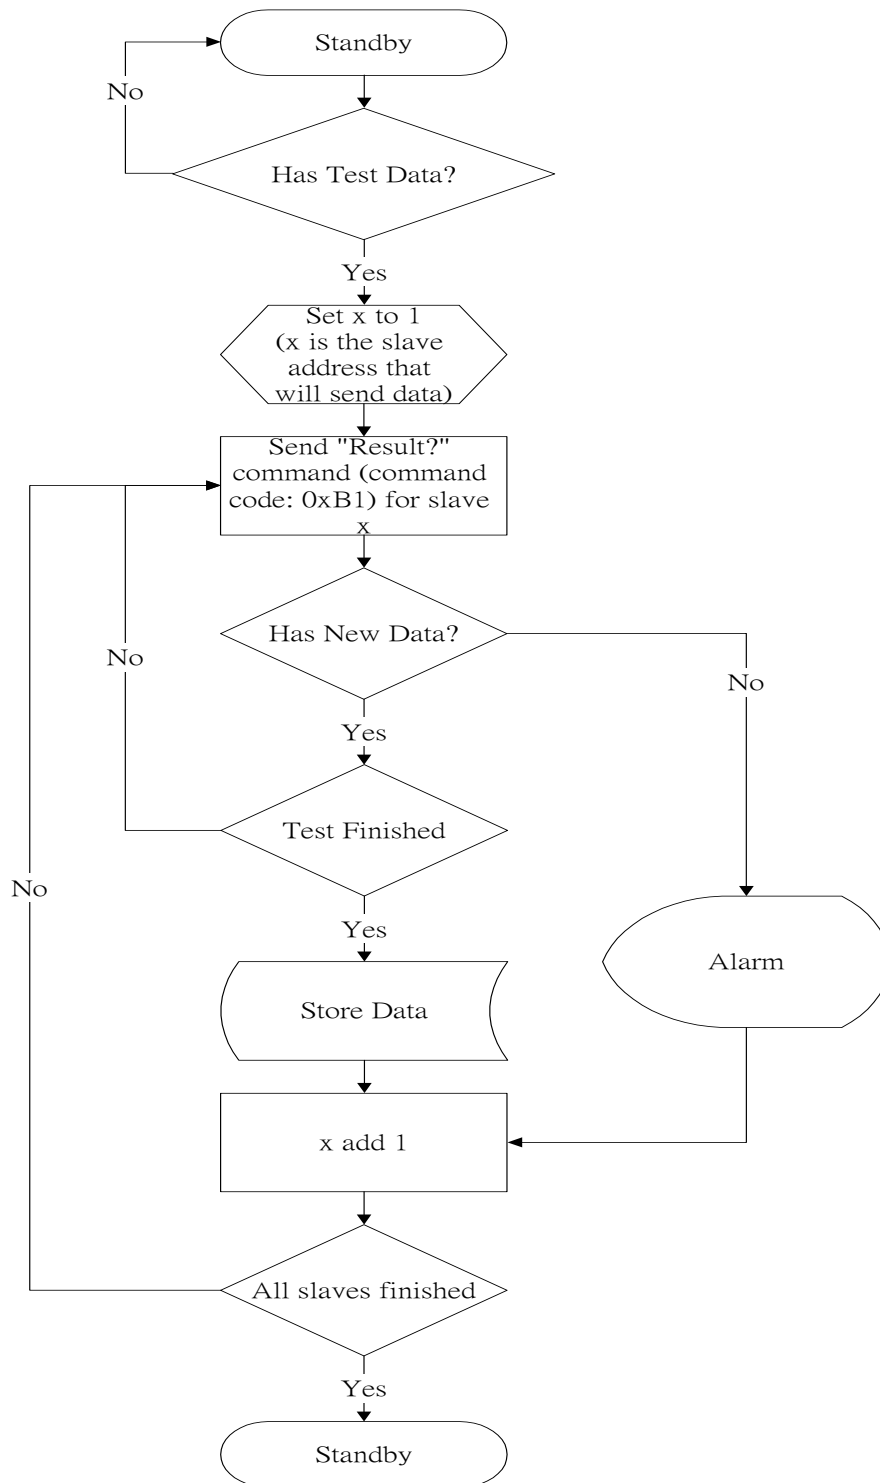 Standby
No
Has Test Data?
Yes
Set x to 1
(x is the slave
address that
will send data)
Send "Result?"
command (command
code: 0xB1) for slave
x
Has New Data?
No
No
Yes
Test Finished
No
Yes
Alarm
Store Data
x add 1
All slaves finished
Yes
Standby